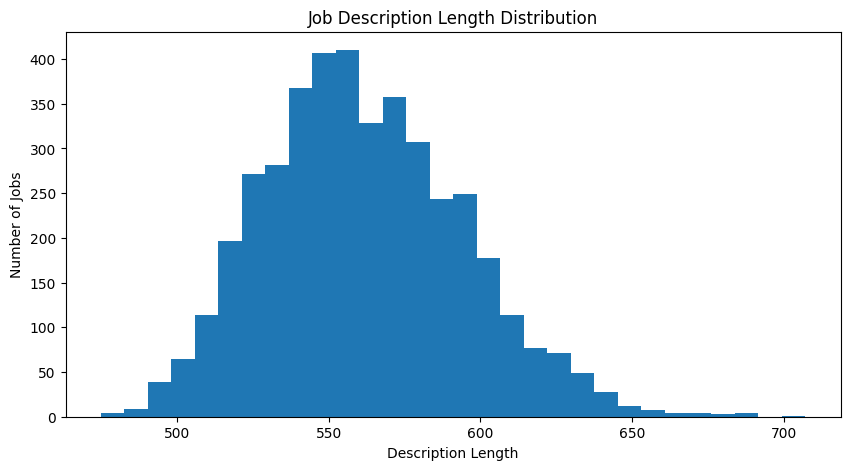 Job Description Length Distribution
400
350
300
250
200
150
100
50
0
Number of Jobs
500 550 600 650 700
Description Length